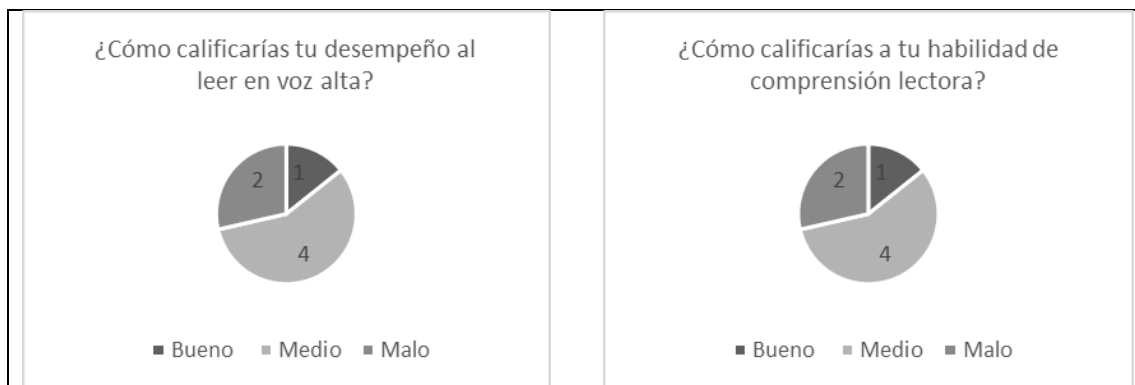 ¿Cómo calificarías tu desempeño al
leer en voz alta?
1
2
4
Bueno Medio Malo
¿Cómo calificarías a tu habilidad de
comprensión lectora?
1
2
4
Bueno Medio Malo